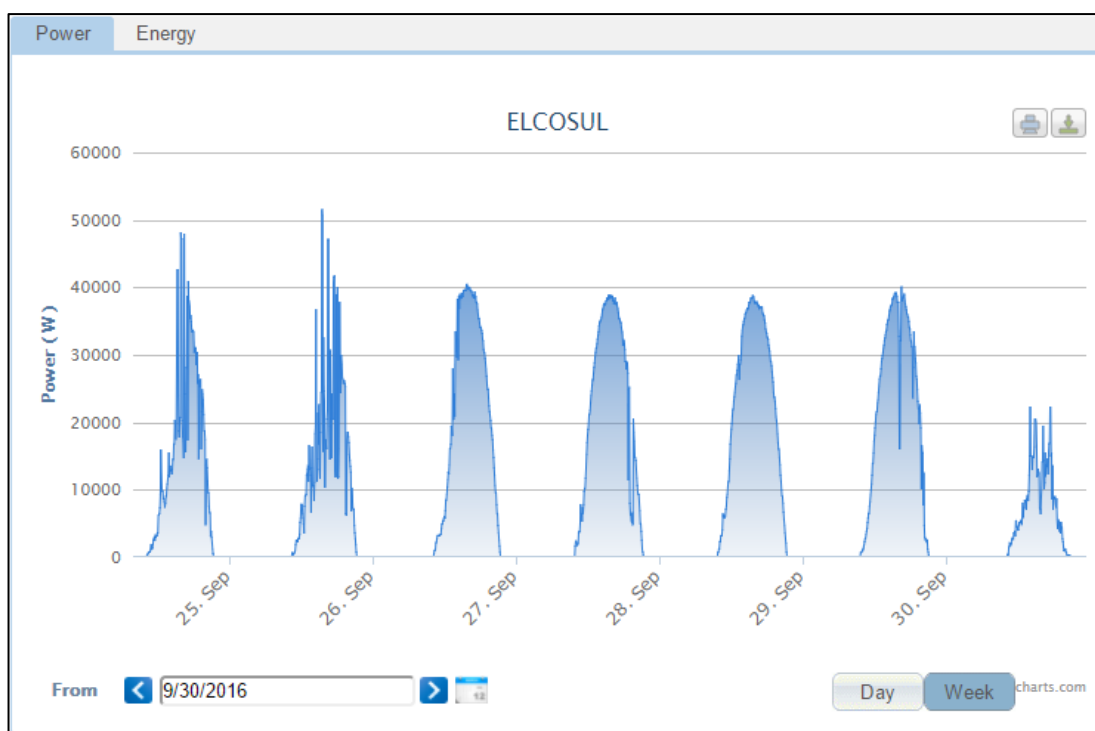 Power Energy
ELCOSUL
60000
50000
40000
30000
20000
10000
0
Power (W)
25. Sep
26. Sep
27. Sep
28. Sep
29. Sep
30. Sep
From 9/30/2016 12 Day Week charts.com